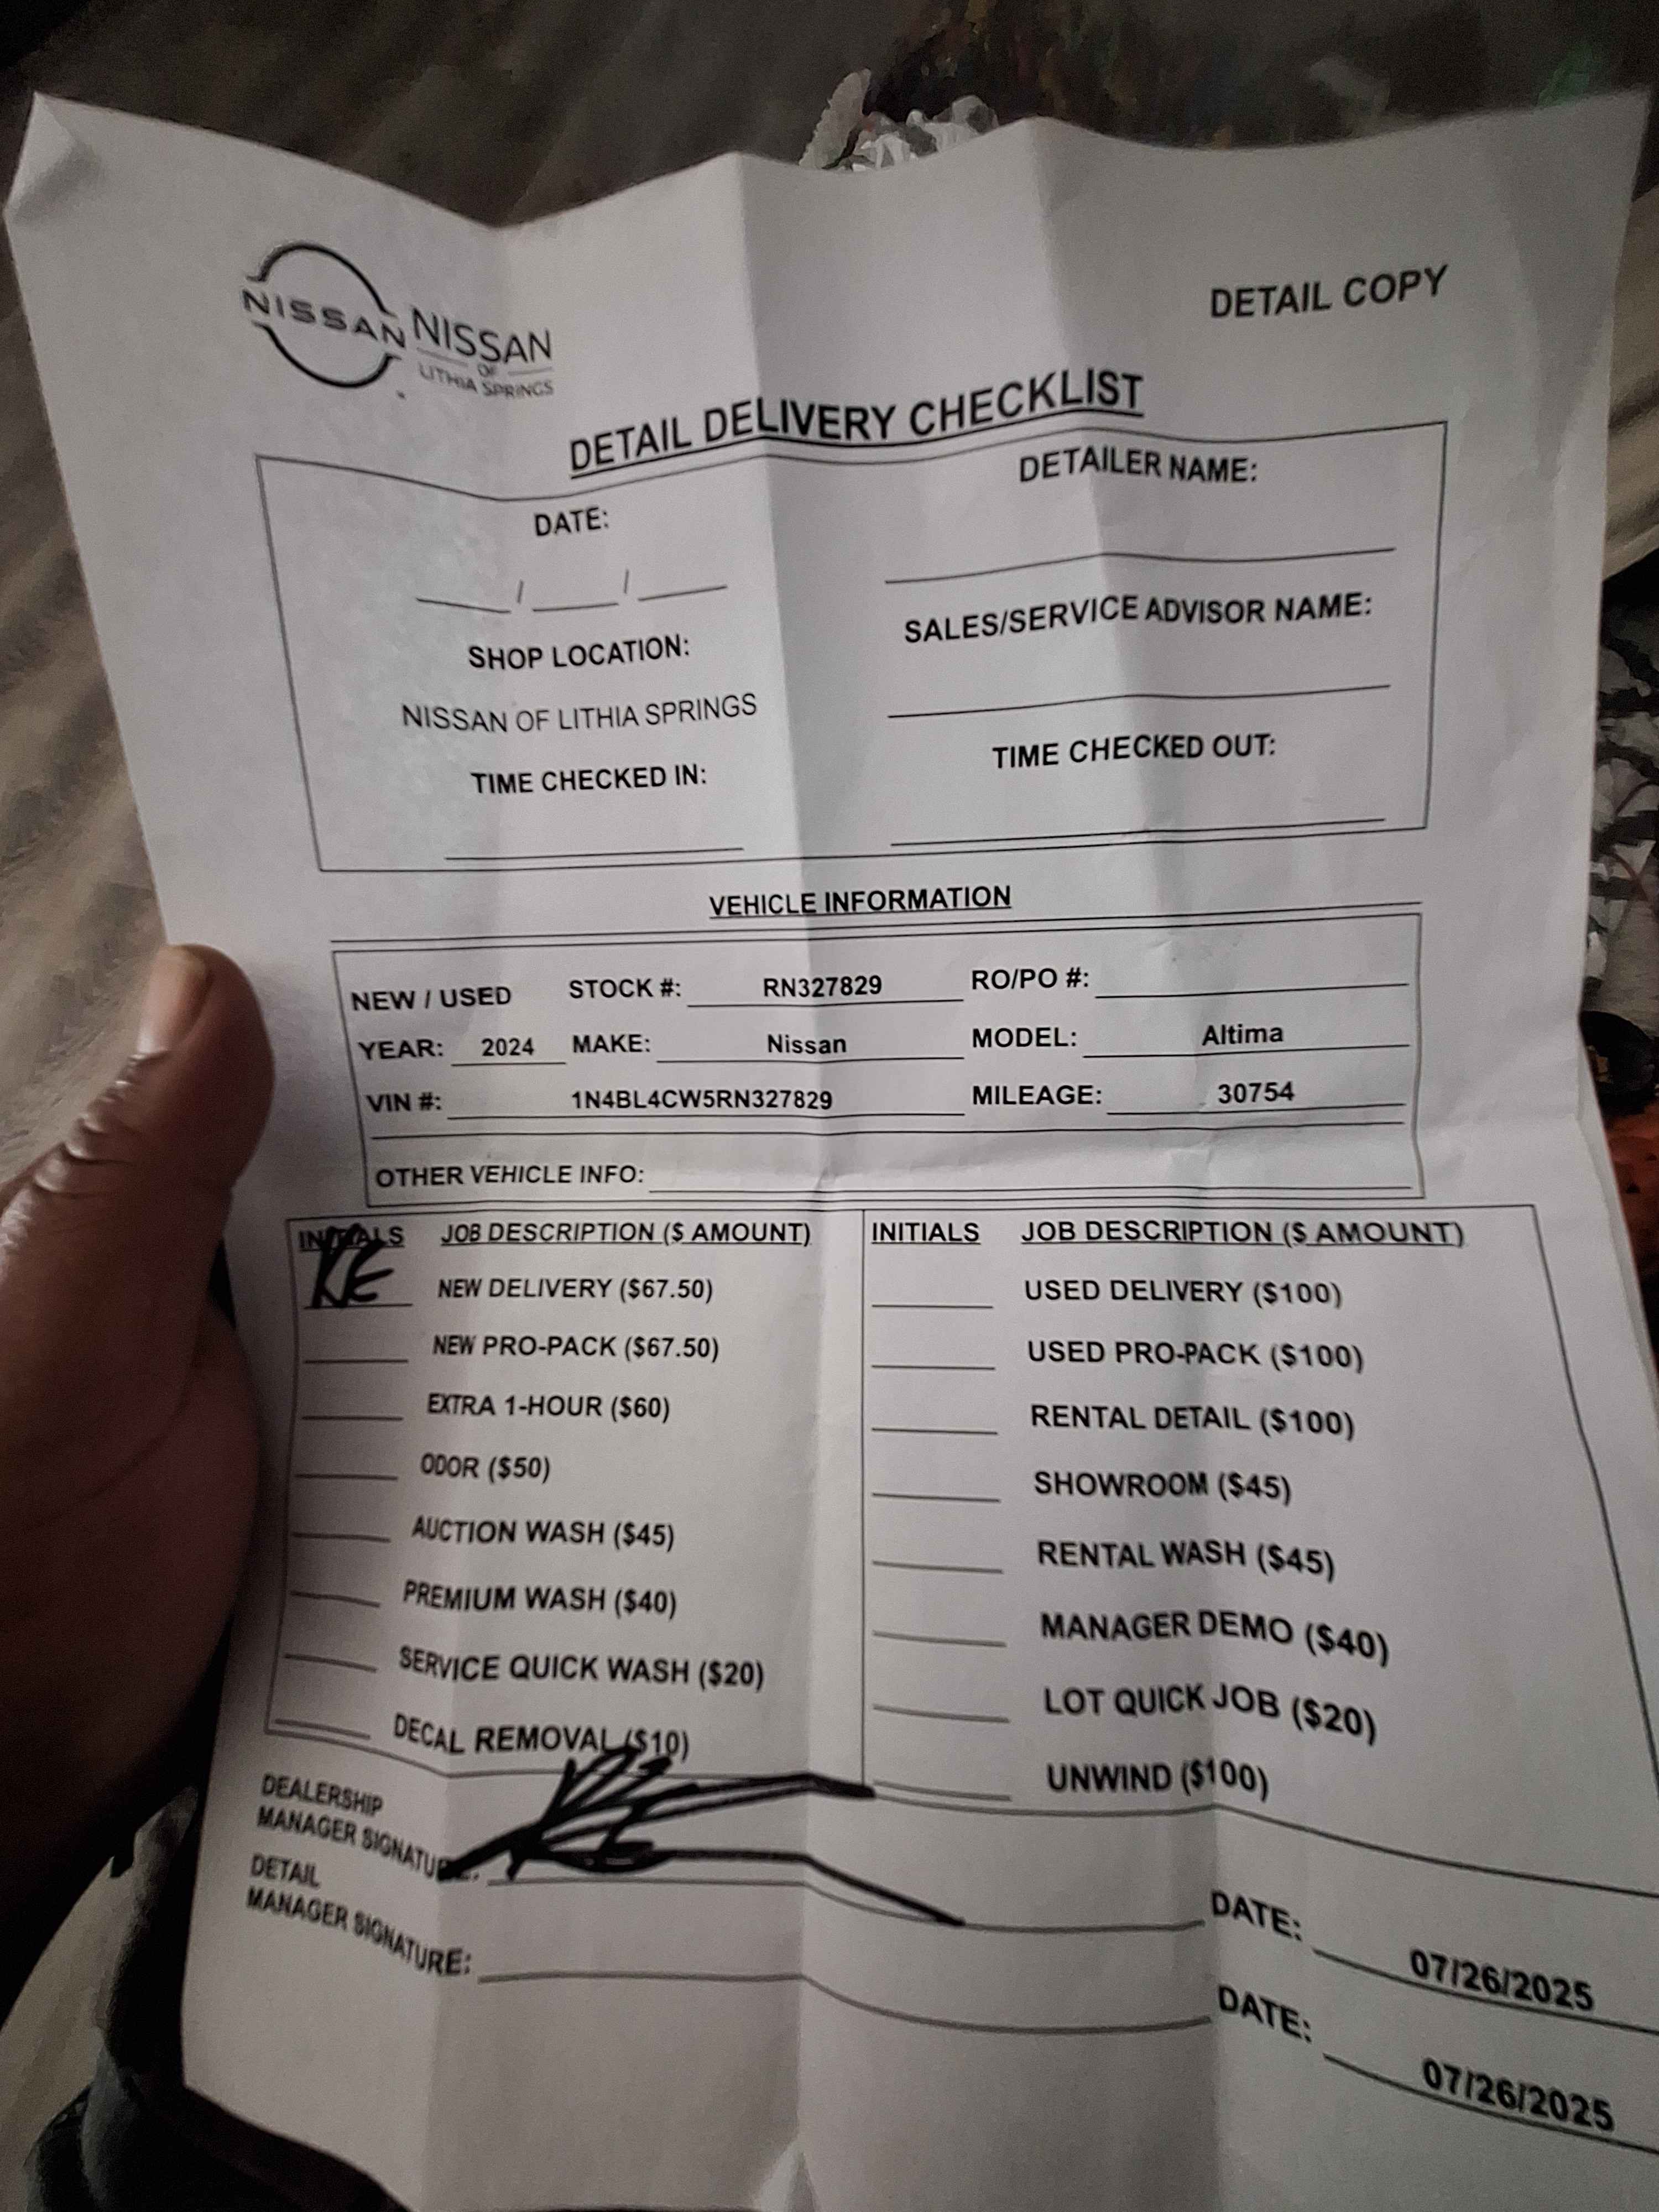 NISSAN
NISSAN
OF
LITHIA SPRINGS
DETAIL COPY
DETAIL DELIVERY CHECKLIST
DATE:
___/___/___
SHOP LOCATION:
NISSAN OF LITHIA SPRINGS
TIME CHECKED IN:
DETAILER NAME:
SALES/SERVICE ADVISOR NAME:
TIME CHECKED OUT:
VEHICLE INFORMATION
NEW / USED STOCK #: RN327829 RO/PO #:
YEAR: 2024 MAKE: Nissan MODEL: Altima
VIN #: 1N4BL4CW5RN327829 MILEAGE: 30754
OTHER VEHICLE INFO:
INITIALS JOB DESCRIPTION ($ AMOUNT)
NEW DELIVERY ($67.50)
NEW PRO-PACK ($67.50)
EXTRA 1-HOUR ($60)
ODOR ($50)
AUCTION WASH ($45)
PREMIUM WASH ($40)
SERVICE QUICK WASH ($20)
DECAL REMOVAL ($10)
INITIALS JOB DESCRIPTION ($ AMOUNT)
USED DELIVERY ($100)
USED PRO-PACK ($100)
RENTAL DETAIL ($100)
SHOWROOM ($45)
RENTAL WASH ($45)
MANAGER DEMO ($40)
LOT QUICK JOB ($20)
UNWIND ($100)
DEALERSHIP
MANAGER SIGNATURE: DATE: 07/26/2025
DETAIL
MANAGER SIGNATURE: DATE: 07/26/2025